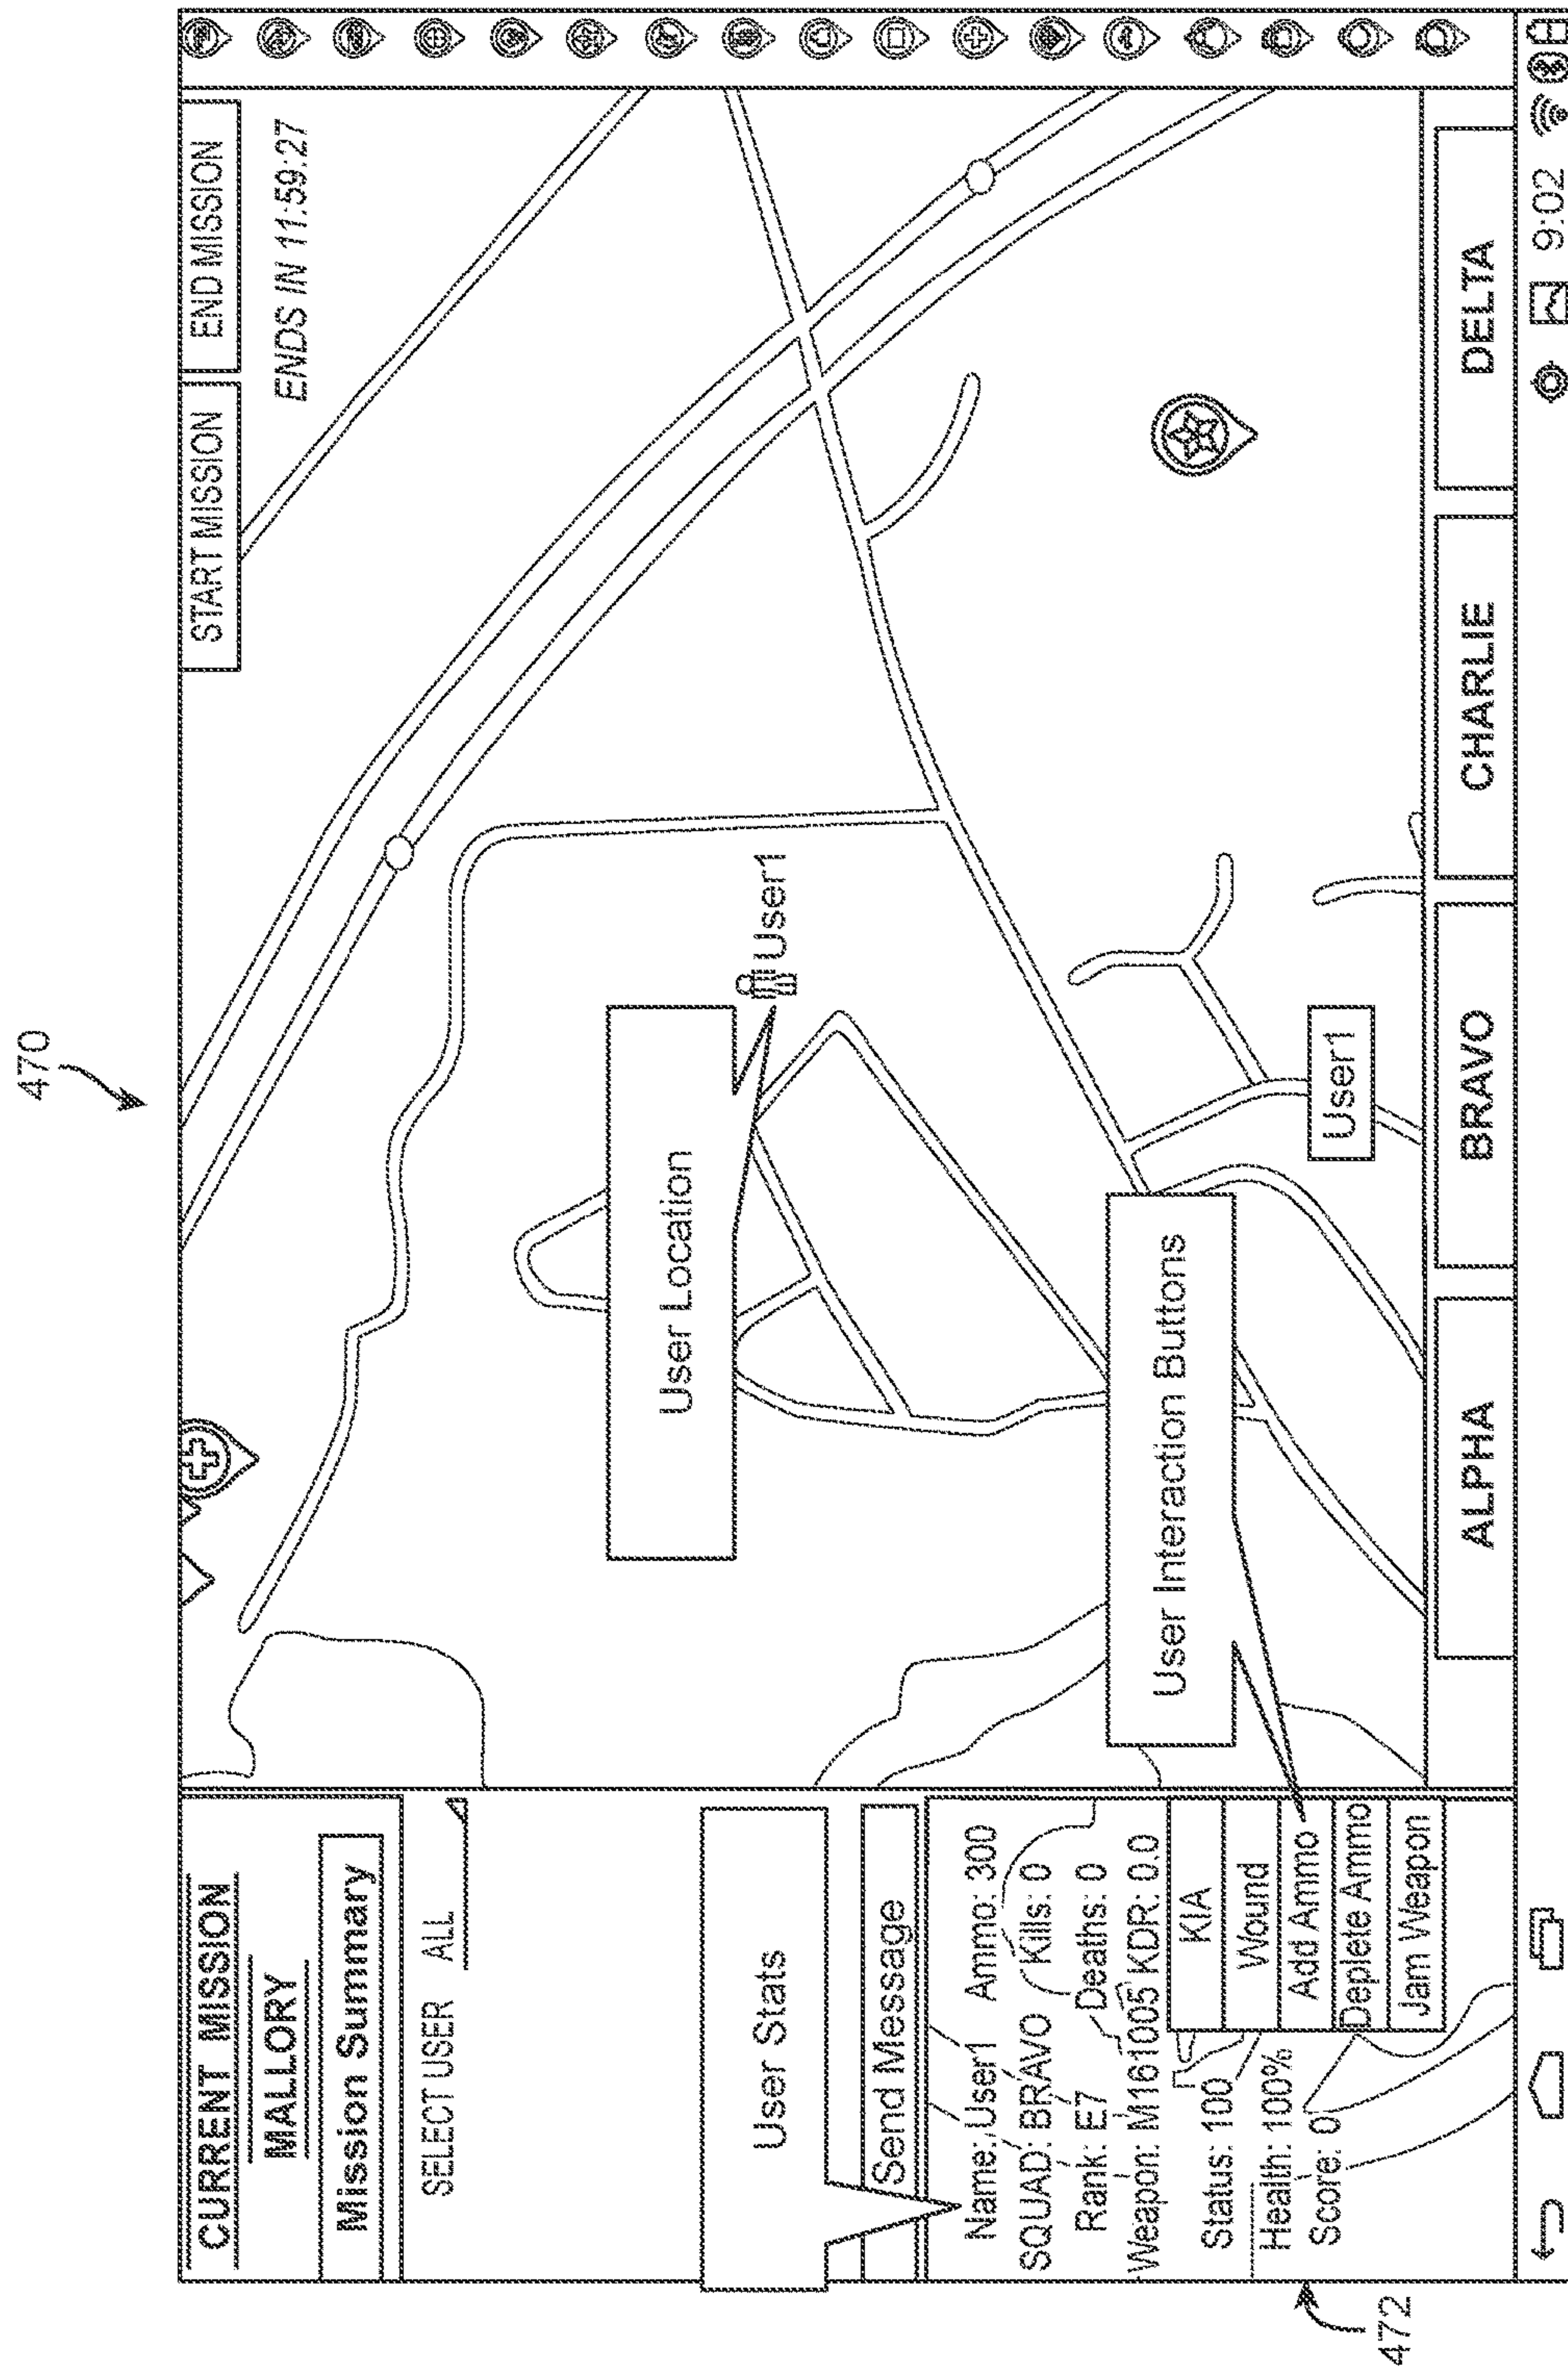 470
CURRENT MISSION
MALLORY
Mission Summary
SELECT USER ALL
START MISSION
END MISSION
ENDS IN 11:59:27
User Location
User1
User Stats
Send Message
Name: User1 Ammo: 300
SQUAD: BRAVO Kills: 0
Rank: E7 Deaths: 0
Weapon: M161005 KDR: 0.0
Status: 100
Health: 100%
Score: 0
KIA
Wound
Add Ammo
Deplete Ammo
Jam Weapon
User Interaction Buttons
User1
ALPHA
BRAVO
CHARLIE
DELTA
9:02
472